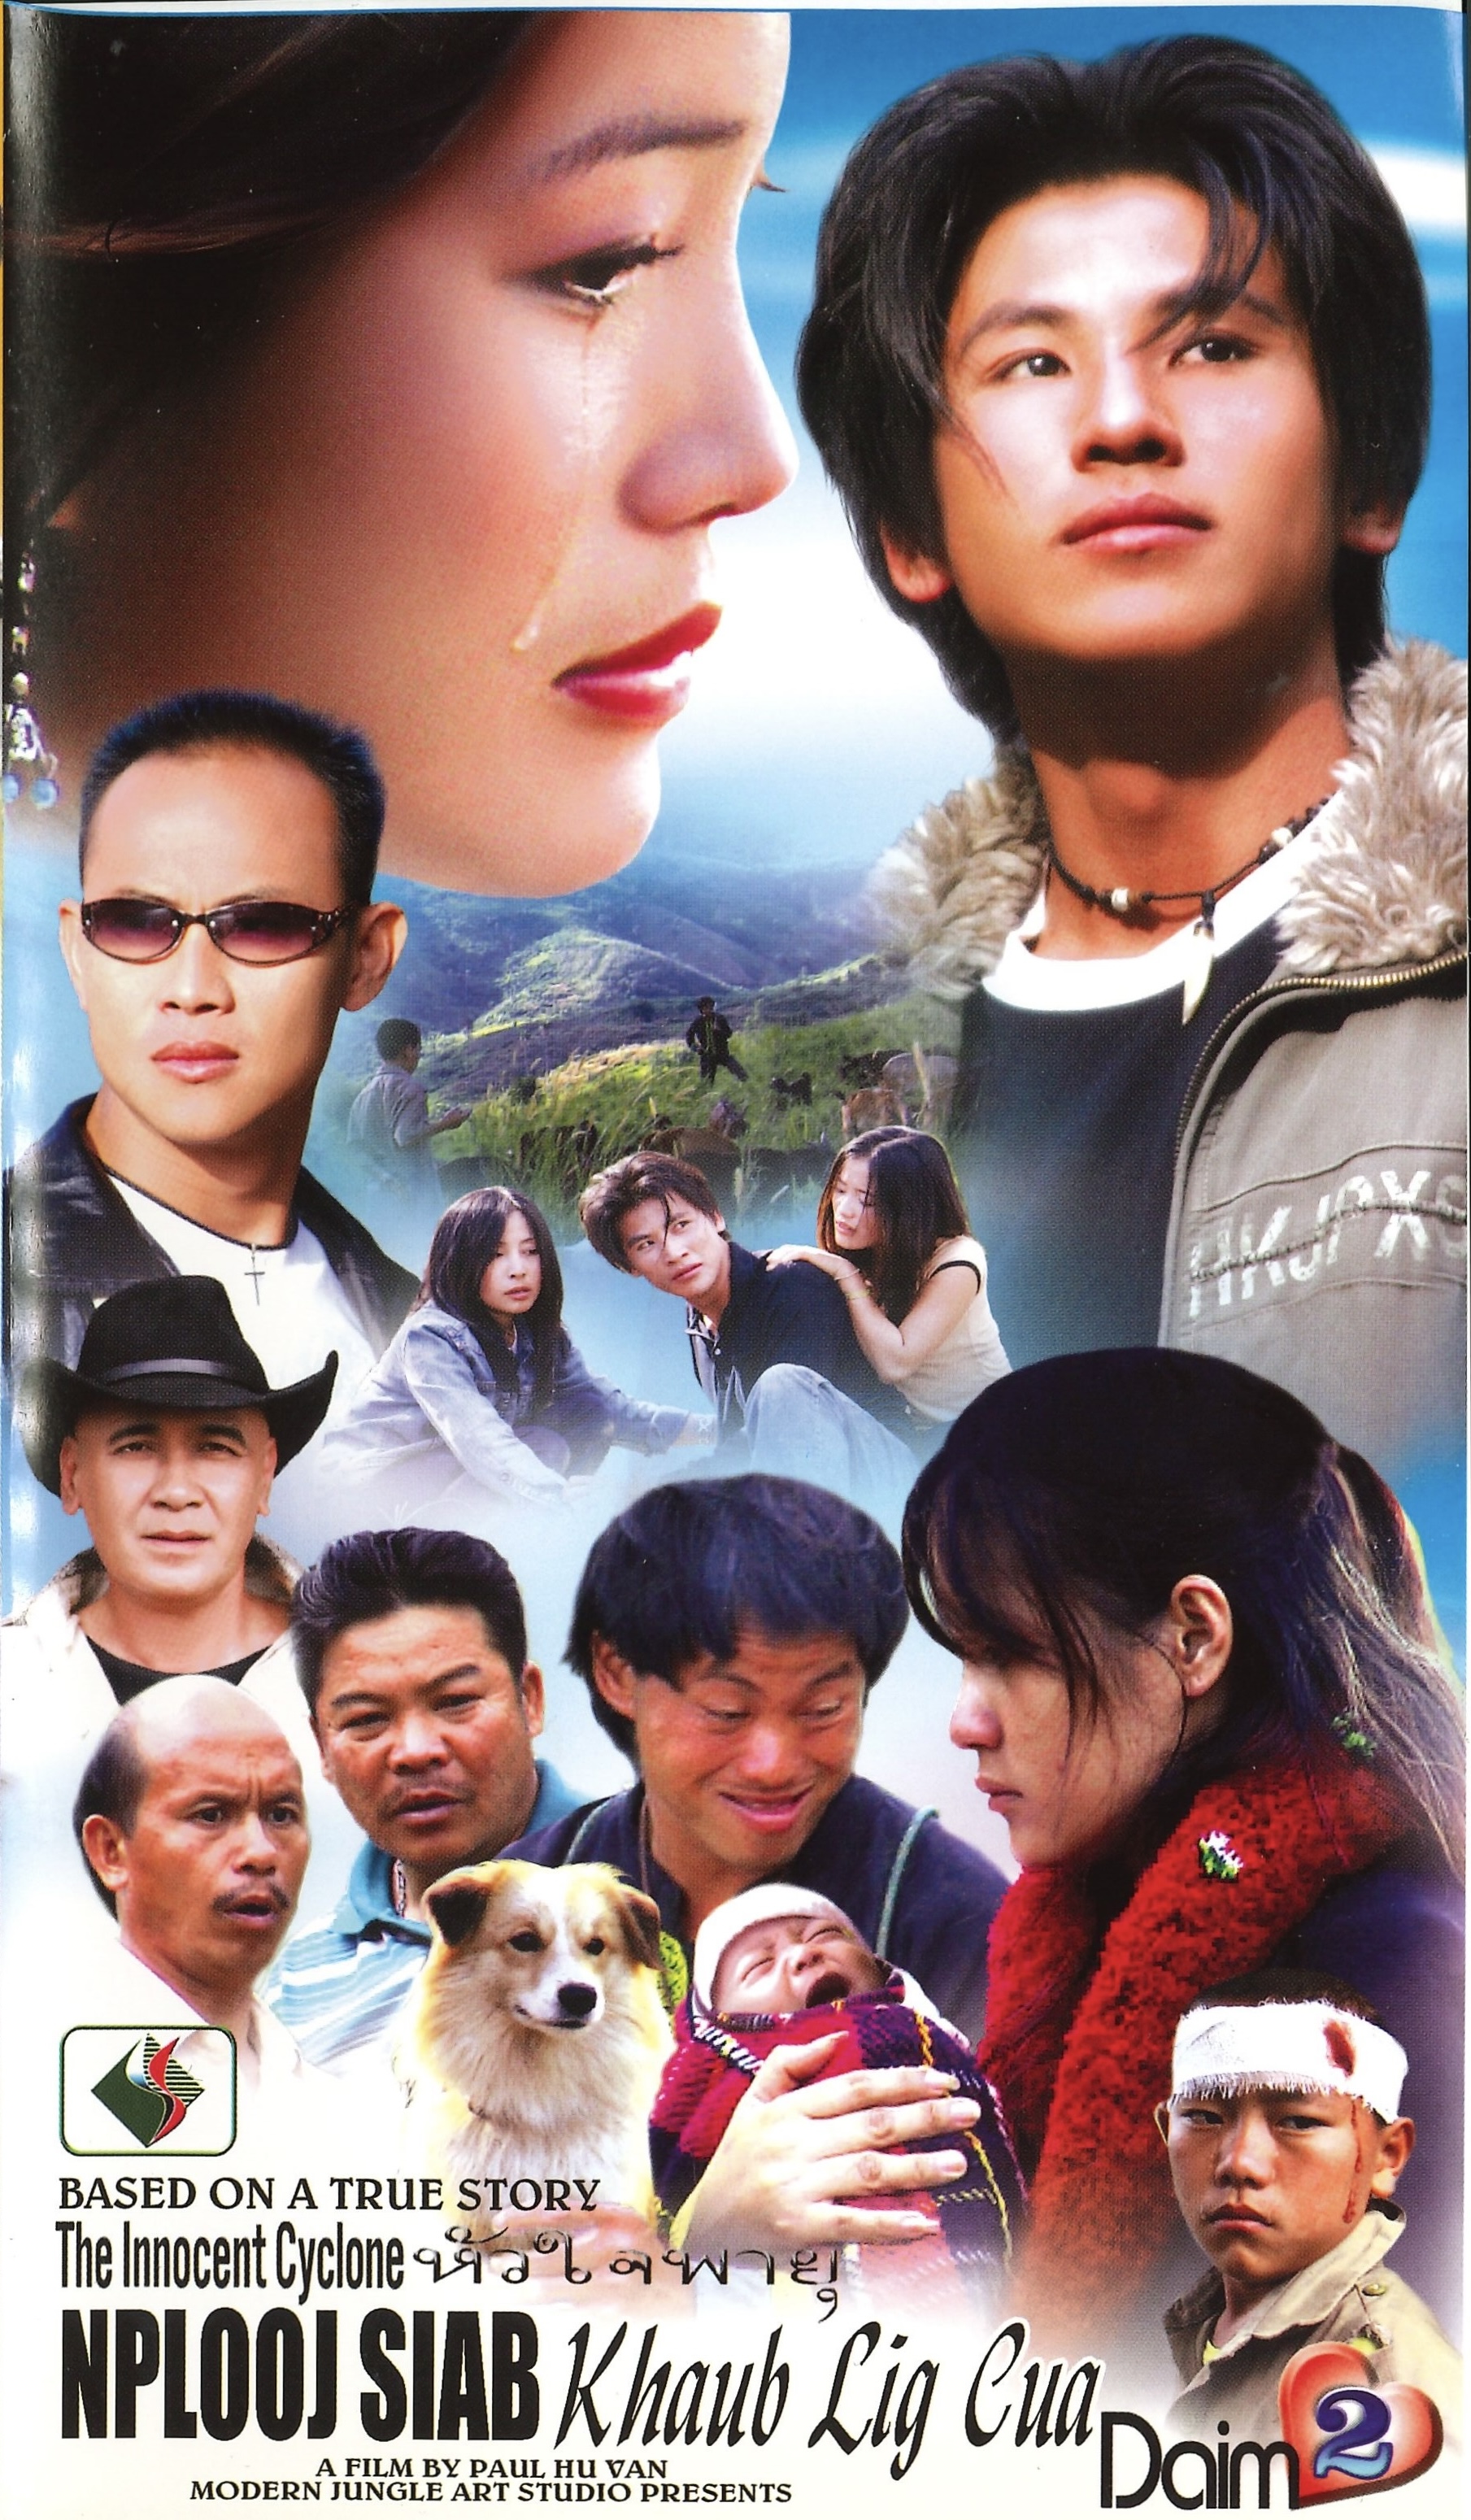 HKJPXS
BASED ON A TRUE STORY
The Innocent Cyclone หัวใจพายุ
NPLOOJ SIAB Khaub Lig Cua
Daim 2
A FILM BY PAUL HU VAN
MODERN JUNGLE ART STUDIO PRESENTS